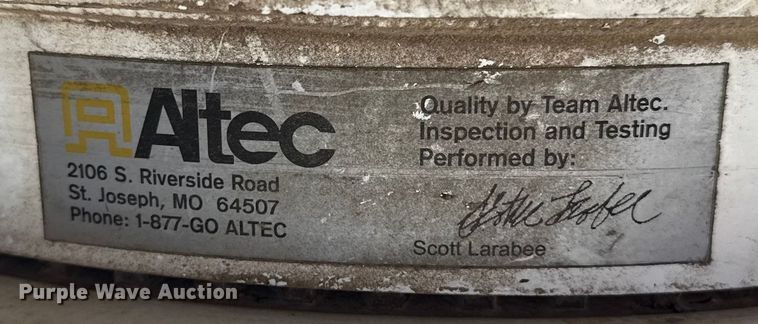 Altec
2106 S. Riverside Road
St. Joseph, MO 64507
Phone: 1-877-GO ALTEC
Quality by Team Altec.
Inspection and Testing
Performed by:
Scott Larabee
Purple Wave Auction